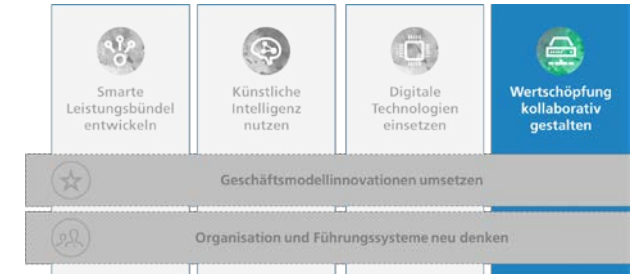 Smarte
Leistungsbündel
entwickeln
Künstliche
Intelligenz
nutzen
Digitale
Technologien
einsetzen
Wertschöpfung
kollaborativ
gestalten
Geschäftsmodellinnovationen umsetzen
Organisation und Führungssysteme neu denken